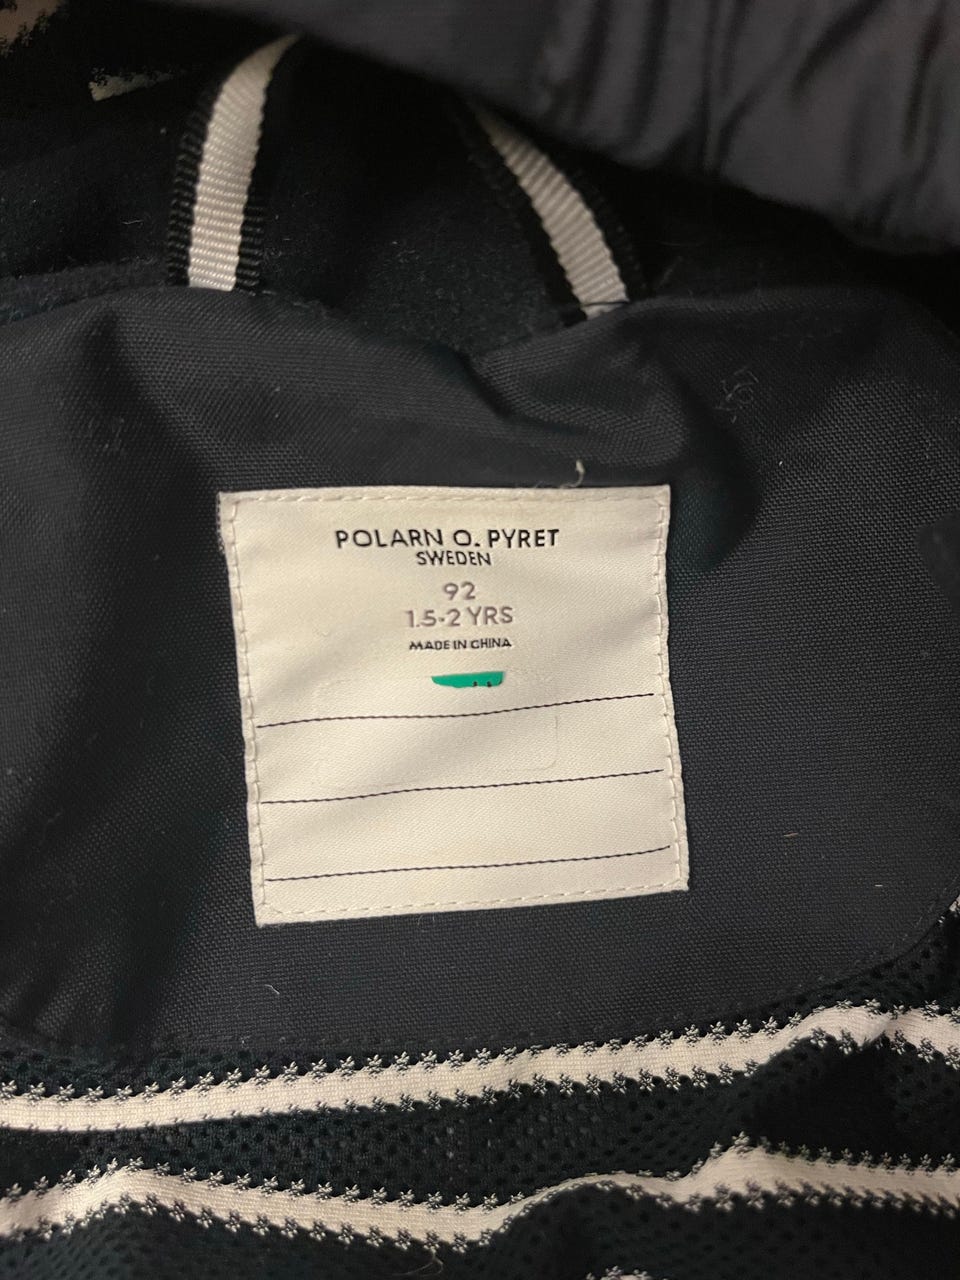 POLARN O. PYRET
SWEDEN
92
1.5-2 YRS
MADE IN CHINA